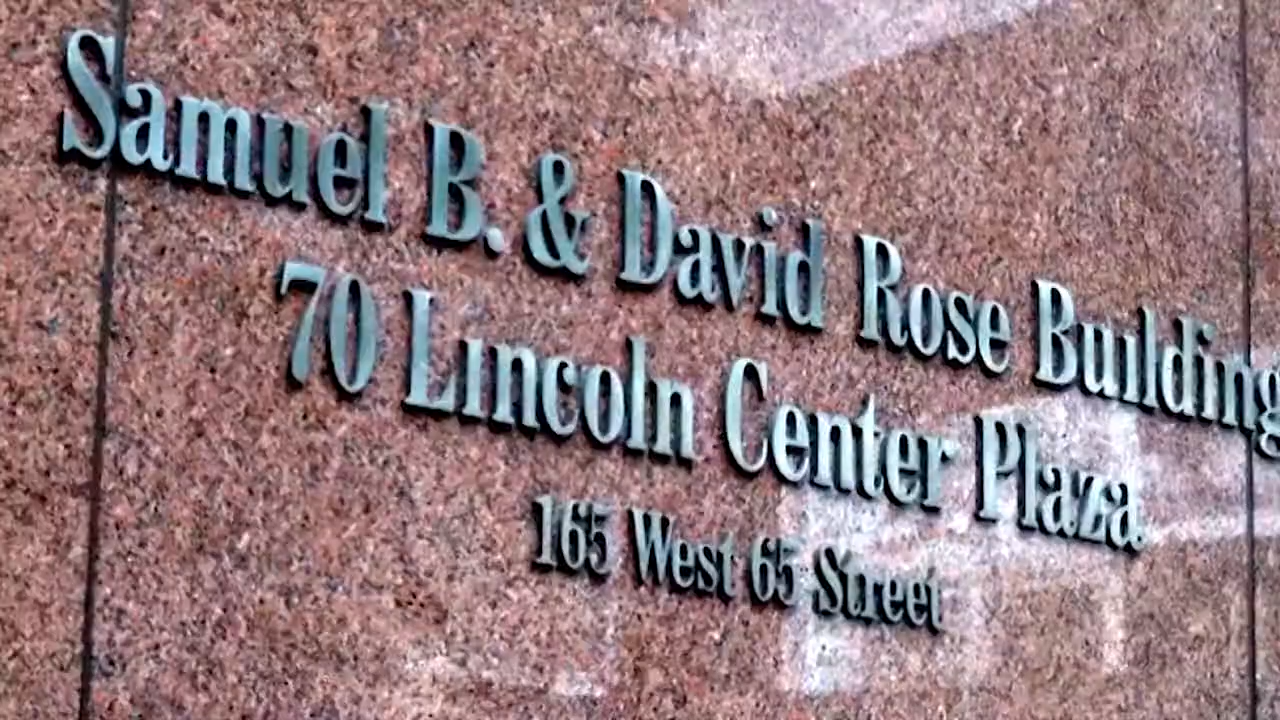 Samuel B. & David Rose Building
70 Lincoln Center Plaza
165 West 65 Street